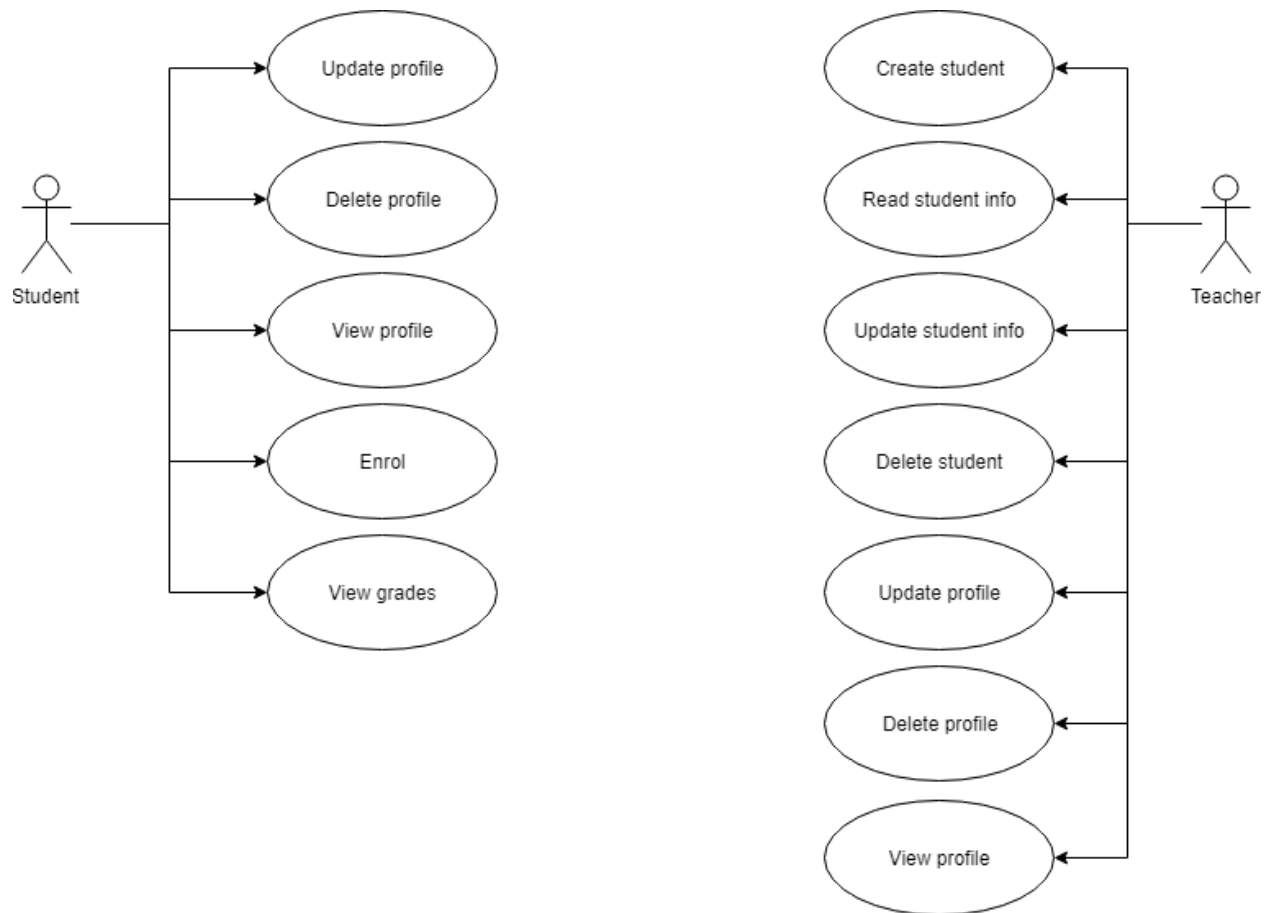 Update profile
Delete profile
View profile
Enrol
View grades
Student
Create student
Read student info
Update student info
Delete student
Update profile
Delete profile
View profile
Teacher